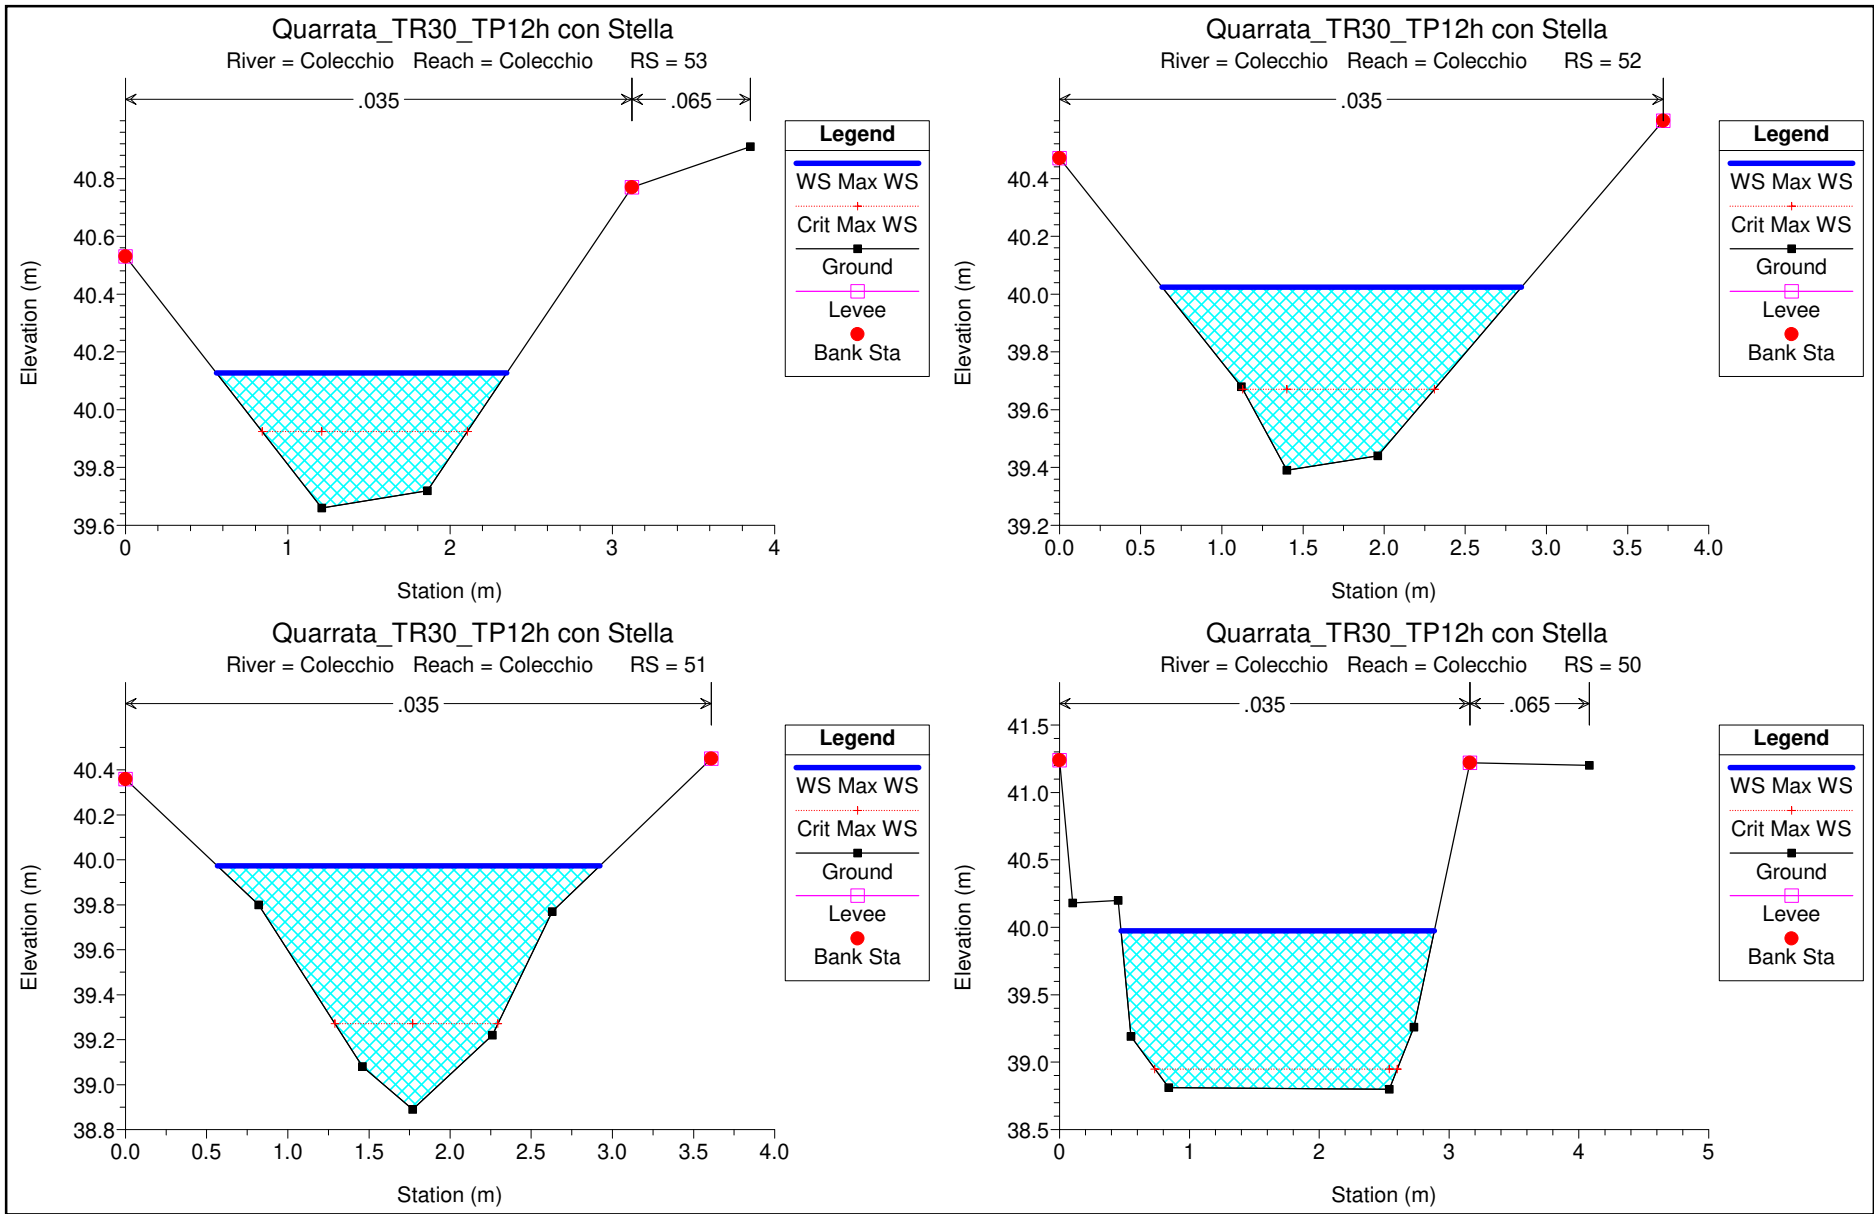 Quarrata_TR30_TP12h con Stella
River = Colecchio Reach = Colecchio RS = 53
.035
.065
Legend
WS Max WS
Crit Max WS
Ground
Levee
Bank Sta
Elevation (m)
40.8
40.6
40.4
40.2
40.0
39.8
39.6
0
1
2
3
4
Station (m)
Quarrata_TR30_TP12h con Stella
River = Colecchio Reach = Colecchio RS = 52
.035
Legend
WS Max WS
Crit Max WS
Ground
Levee
Bank Sta
Elevation (m)
40.4
40.2
40.0
39.8
39.6
39.4
39.2
0.0
0.5
1.0
1.5
2.0
2.5
3.0
3.5
4.0
Station (m)
Quarrata_TR30_TP12h con Stella
River = Colecchio Reach = Colecchio RS = 51
.035
Legend
WS Max WS
Crit Max WS
Ground
Levee
Bank Sta
Elevation (m)
40.4
40.2
40.0
39.8
39.6
39.4
39.2
39.0
38.8
0.0
0.5
1.0
1.5
2.0
2.5
3.0
3.5
4.0
Station (m)
Quarrata_TR30_TP12h con Stella
River = Colecchio Reach = Colecchio RS = 50
.035
.065
Legend
WS Max WS
Crit Max WS
Ground
Levee
Bank Sta
Elevation (m)
41.5
41.0
40.5
40.0
39.5
39.0
38.5
0
1
2
3
4
5
Station (m)